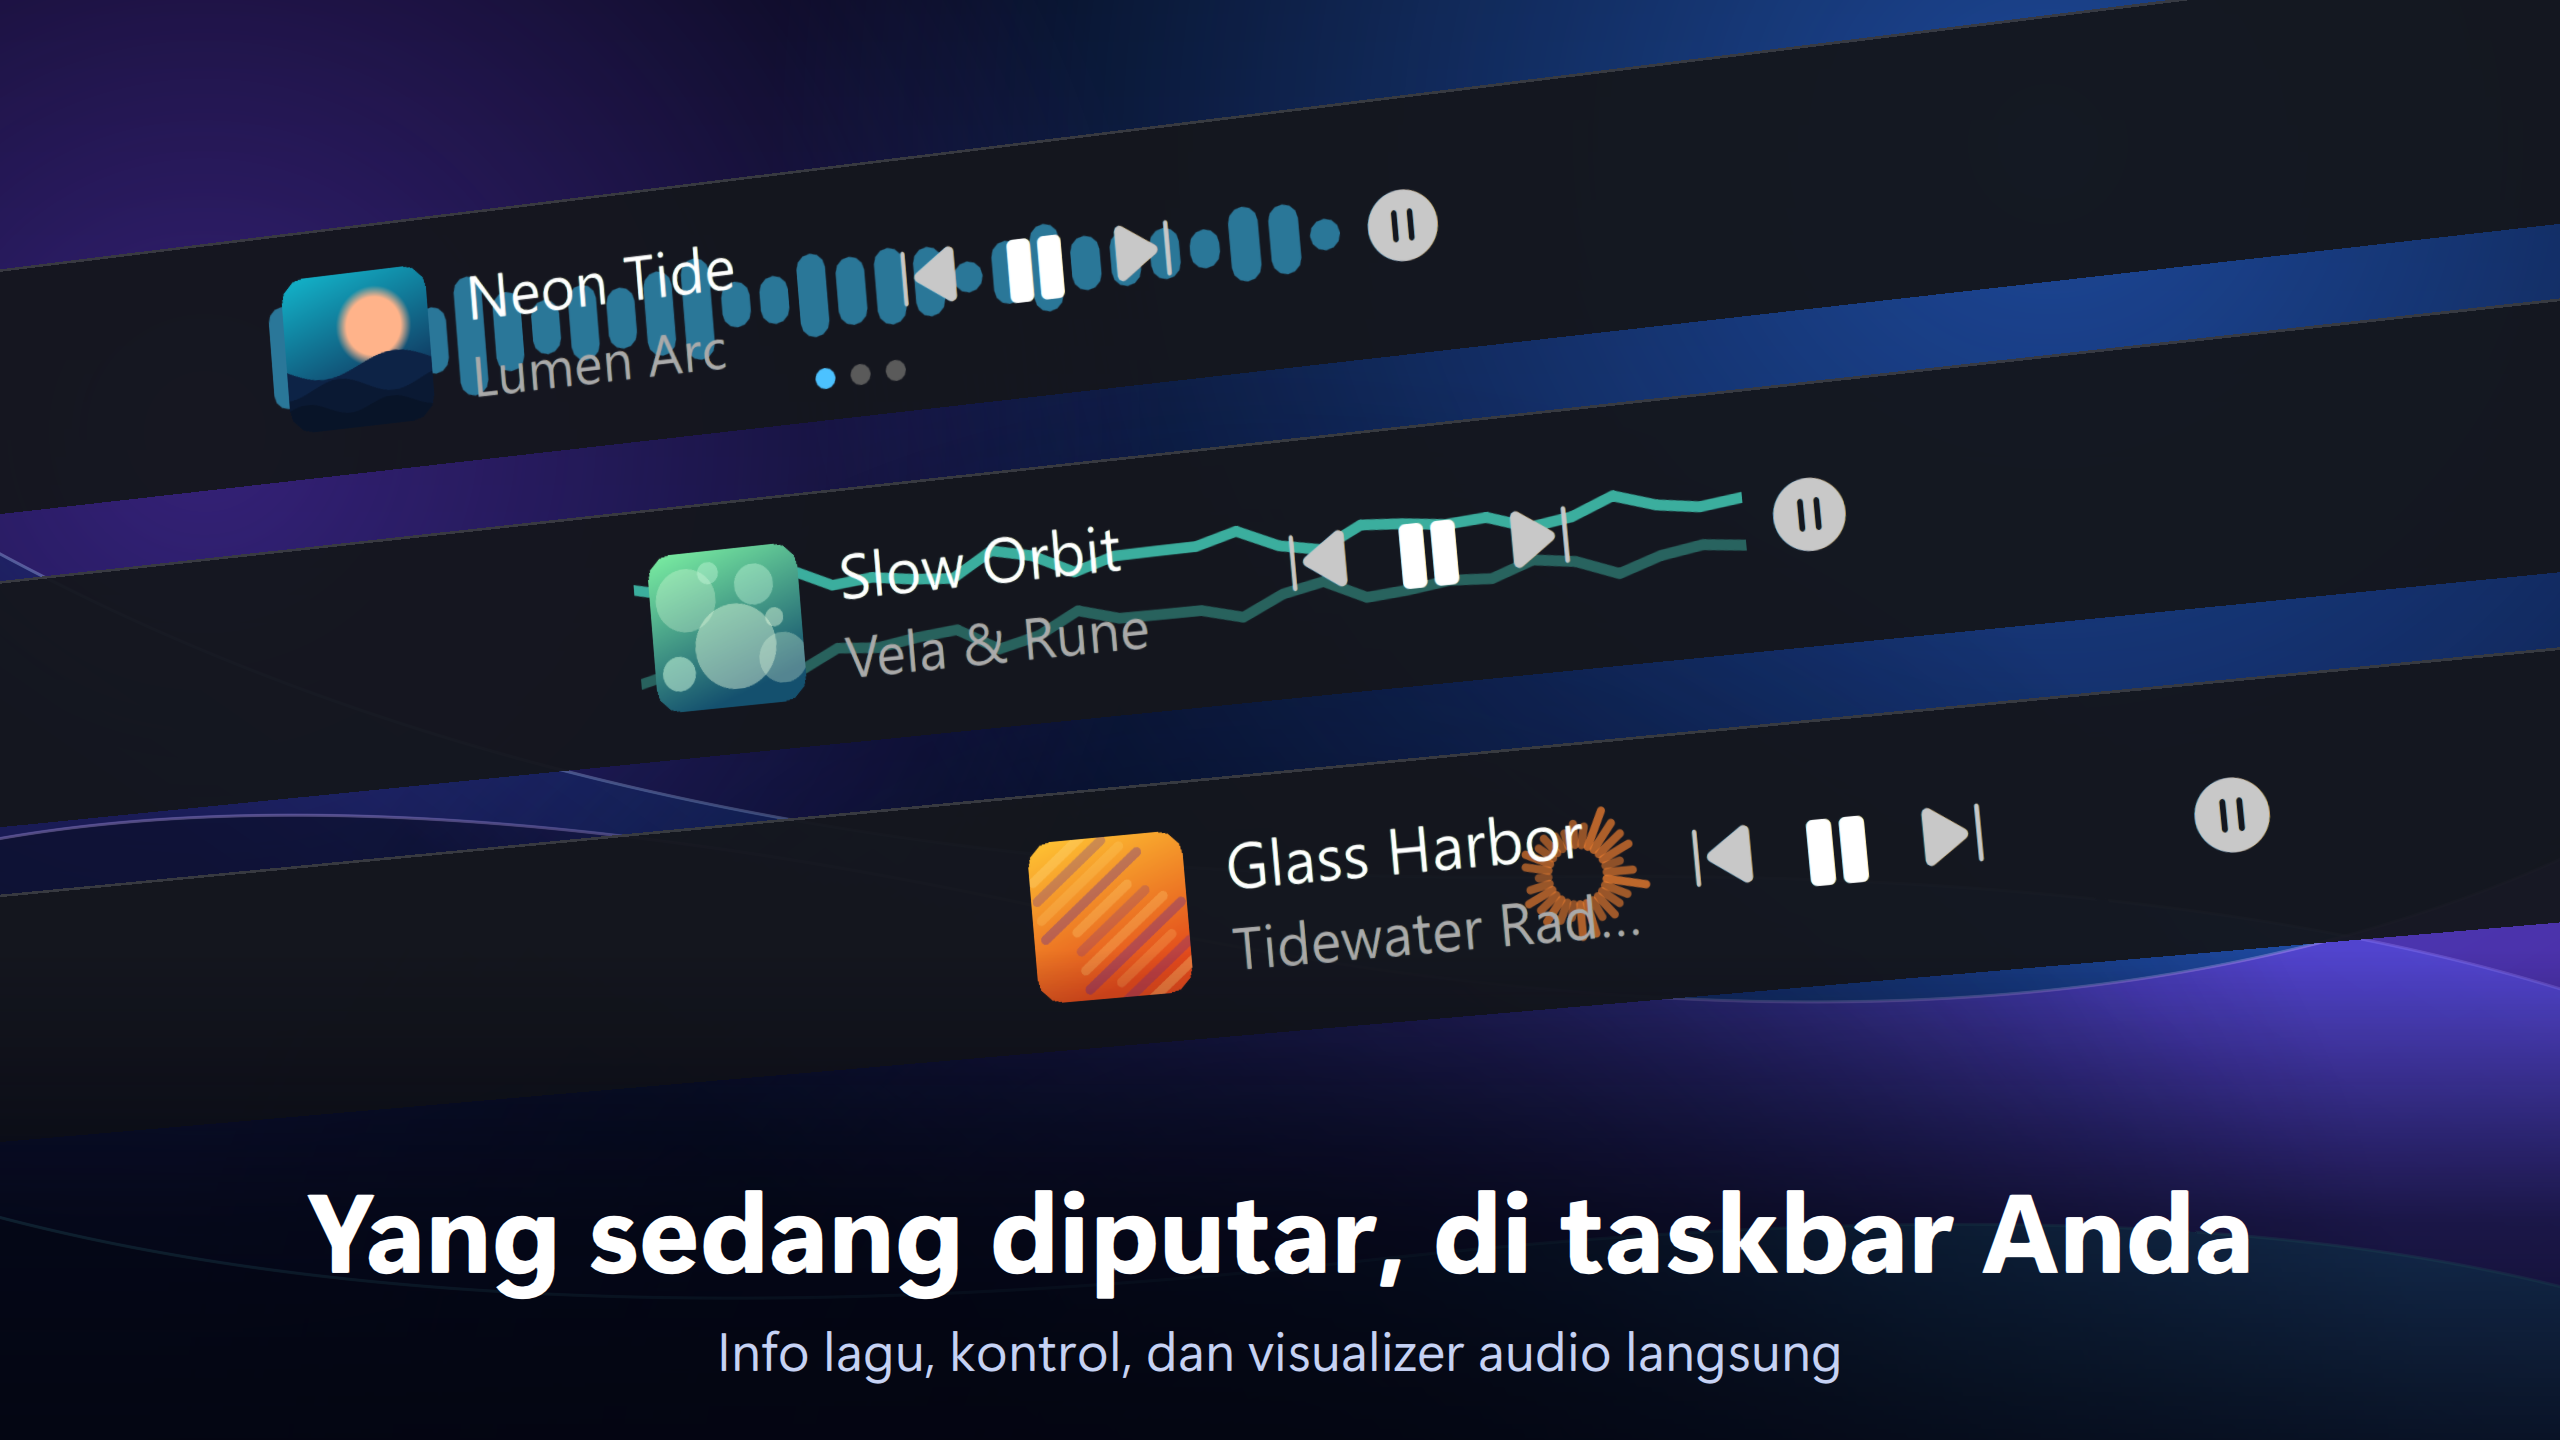 Neon Tide
Lumen Arc
Slow Orbit
Vela & Rune
Glass Harbor
Tidewater Rad...
Yang sedang diputar, di taskbar Anda
Info lagu, kontrol, dan visualizer audio langsung